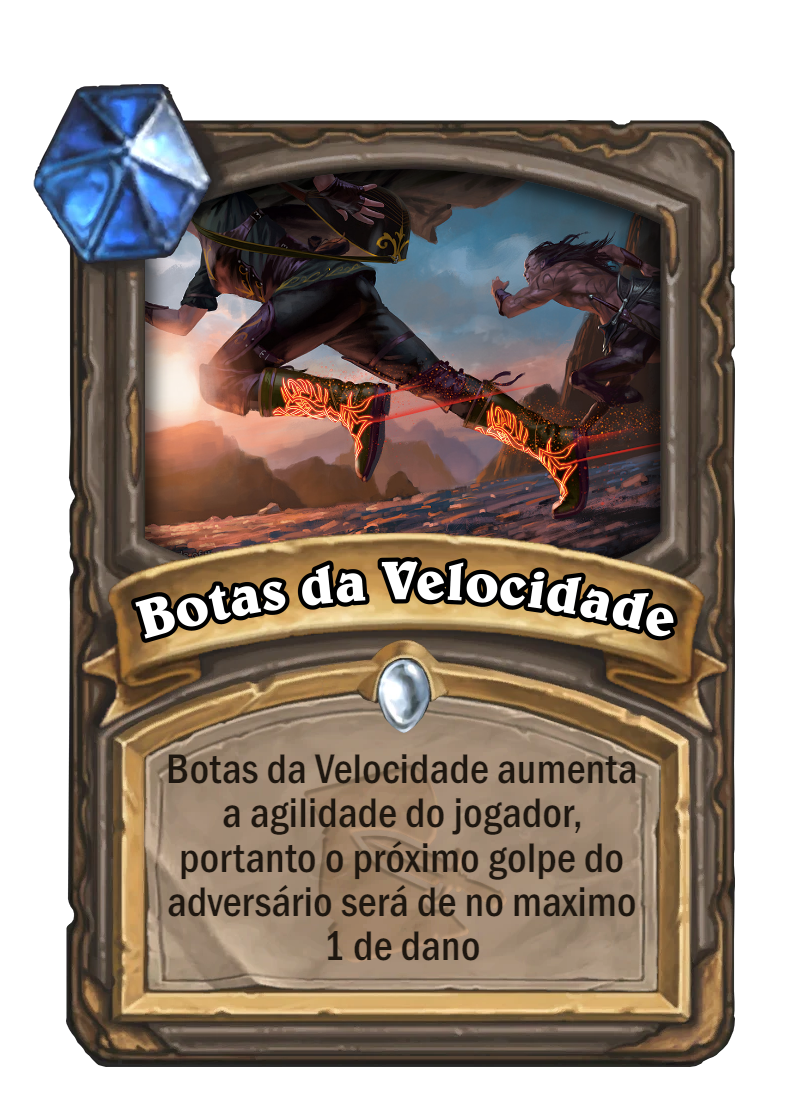 Botas da Velocidade
Botas da Velocidade aumenta
a agilidade do jogador,
portanto o próximo golpe do
adversário será de no maximo
1 de dano